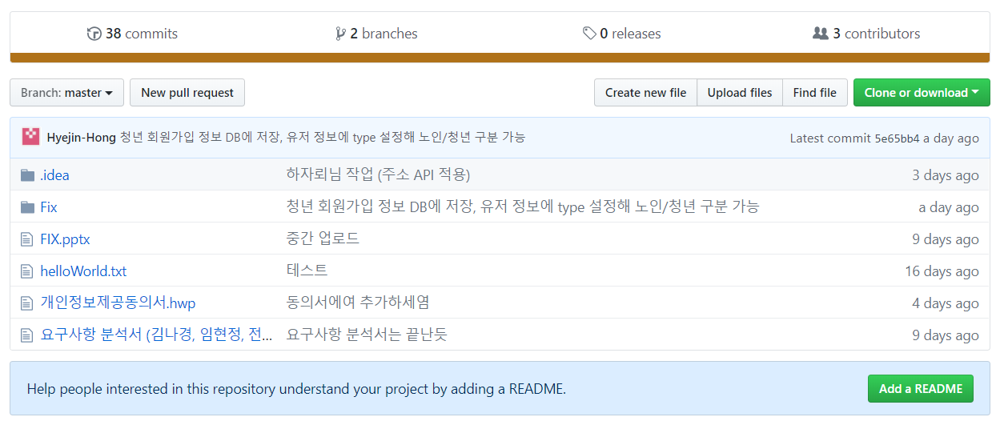 38 commits 2 branches 0 releases 3 contributors
Branch: master New pull request Create new file Upload files Find file Clone or download
Hyejin-Hong 청년 회원가입 정보 DB에 저장, 유저 정보에 type 설정해 노인/청년 구분 가능 Latest commit 5e65bb4 a day ago
.idea 하자뢰님 작업 (주소 API 적용) 3 days ago
Fix 청년 회원가입 정보 DB에 저장, 유저 정보에 type 설정해 노인/청년 구분 가능 a day ago
FIX.pptx 중간 업로드 9 days ago
helloWorld.txt 테스트 16 days ago
개인정보제공동의서.hwp 동의서에여 추가하세염 4 days ago
요구사항 분석서 (김나경, 임현정, 전... 요구사항 분석서는 끝난듯 9 days ago
Help people interested in this repository understand your project by adding a README. Add a README